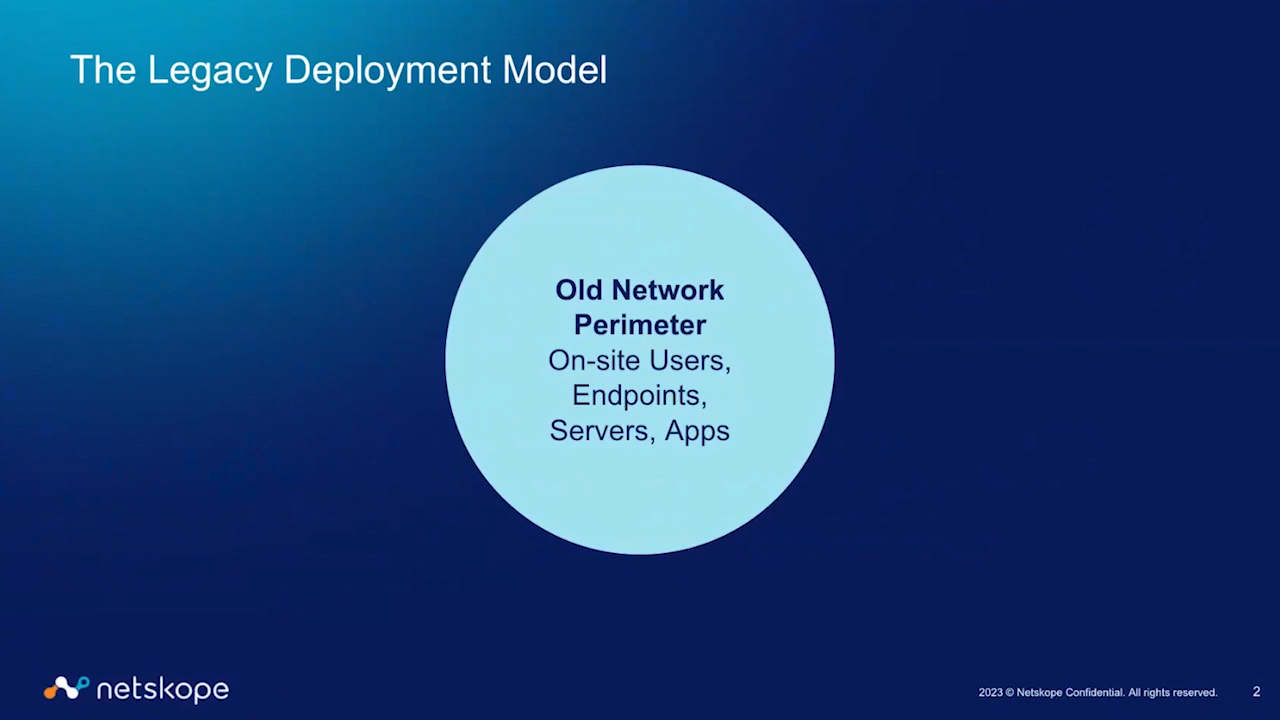 The Legacy Deployment Model
Old Network
Perimeter
On-site Users,
Endpoints,
Servers, Apps
netskope
2023 © Netskope Confidential. All rights reserved.
2